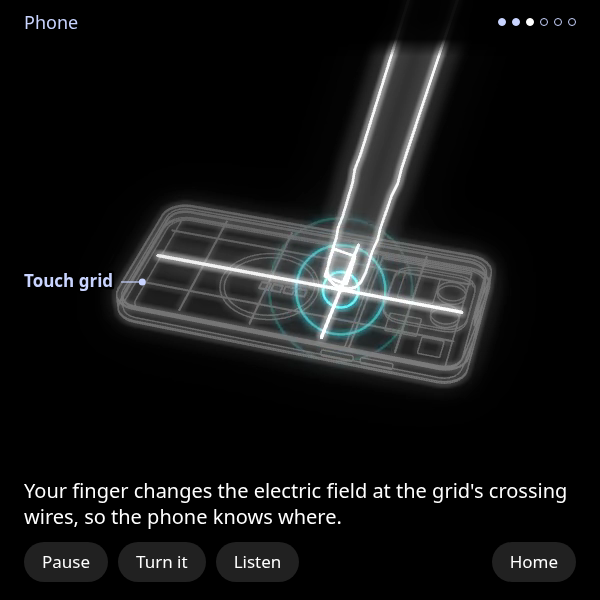 Phone
Touch grid
Your finger changes the electric field at the grid's crossing
wires, so the phone knows where.
Pause
Turn it
Listen
Home